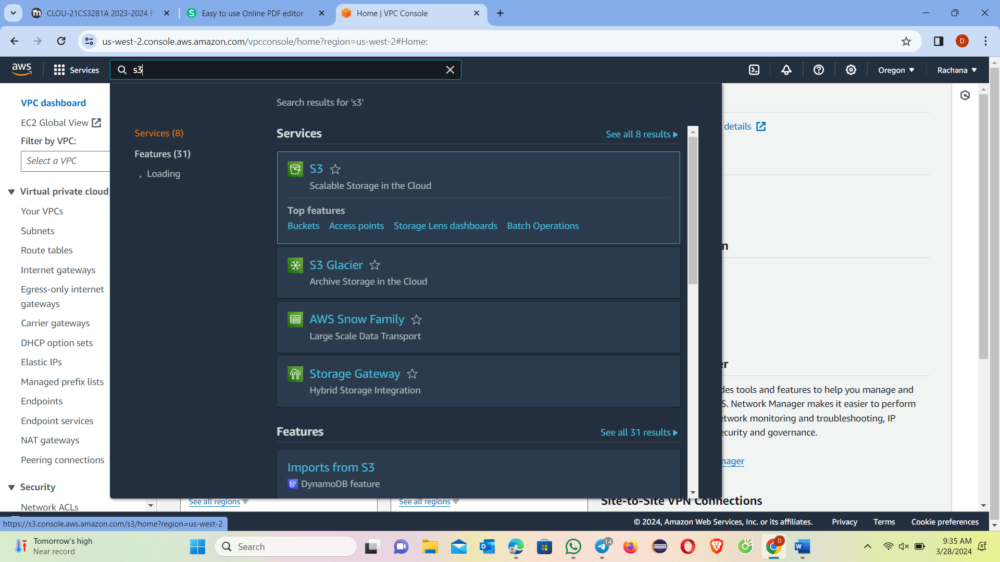 CLOU-21CS3281A 2023-2024 E
Easy to use Online PDF editor
Home | VPC Console
us-west-2.console.aws.amazon.com/vpcconsole/home?region=us-west-2#Home:
D
aws
Services
s3
Oregon
Rachana
VPC dashboard
EC2 Global View
Filter by VPC:
Select a VPC
Virtual private cloud
Your VPCs
Subnets
Route tables
Internet gateways
Egress-only internet
gateways
Carrier gateways
DHCP option sets
Elastic IPs
Managed prefix lists
Endpoints
Endpoint services
NAT gateways
Peering connections
Security
Network ACLs
Search results for 's3'
Services (8)
Features (31)
Loading
Services
See all 8 results
S3
Scalable Storage in the Cloud
Top features
Buckets Access points Storage Lens dashboards Batch Operations
S3 Glacier
Archive Storage in the Cloud
AWS Snow Family
Large Scale Data Transport
Storage Gateway
Hybrid Storage Integration
Features
See all 31 results
Imports from S3
DynamoDB feature
details
n
er
des tools and features to help you manage and
S. Network Manager makes it easier to perform
etwork monitoring and troubleshooting, IP
ecurity and governance.
nager
See all regions
See all regions
Site-to-Site VPN Connections
https://s3.console.aws.amazon.com/s3/home?region=us-west-2
© 2024, Amazon Web Services, Inc. or its affiliates.
Privacy
Terms
Cookie preferences
Tomorrow's high
Near record
Search
14
D
9:35 AM
3/28/2024